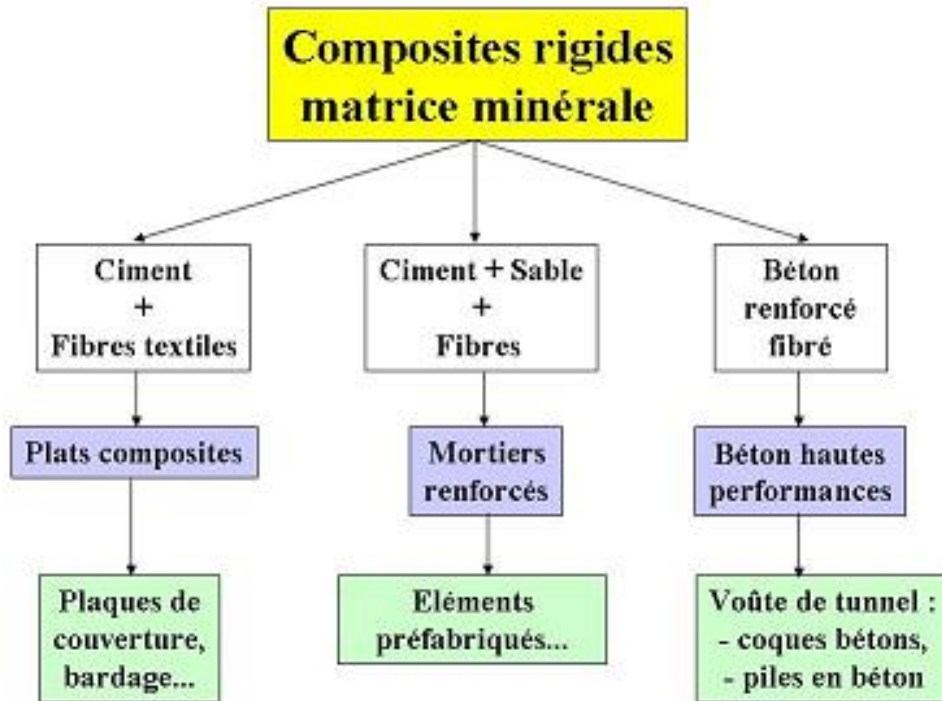 Composites rigides
matrice minérale
Ciment
+
Fibres textiles
Ciment + Sable
+
Fibres
Béton
renforcé
fibré
Plats composites
Mortiers
renforcés
Béton hautes
performances
Plaques de
couverture,
bardage...
Eléments
préfabriqués...
Voûte de tunnel :
- coques bétons,
- piles en béton